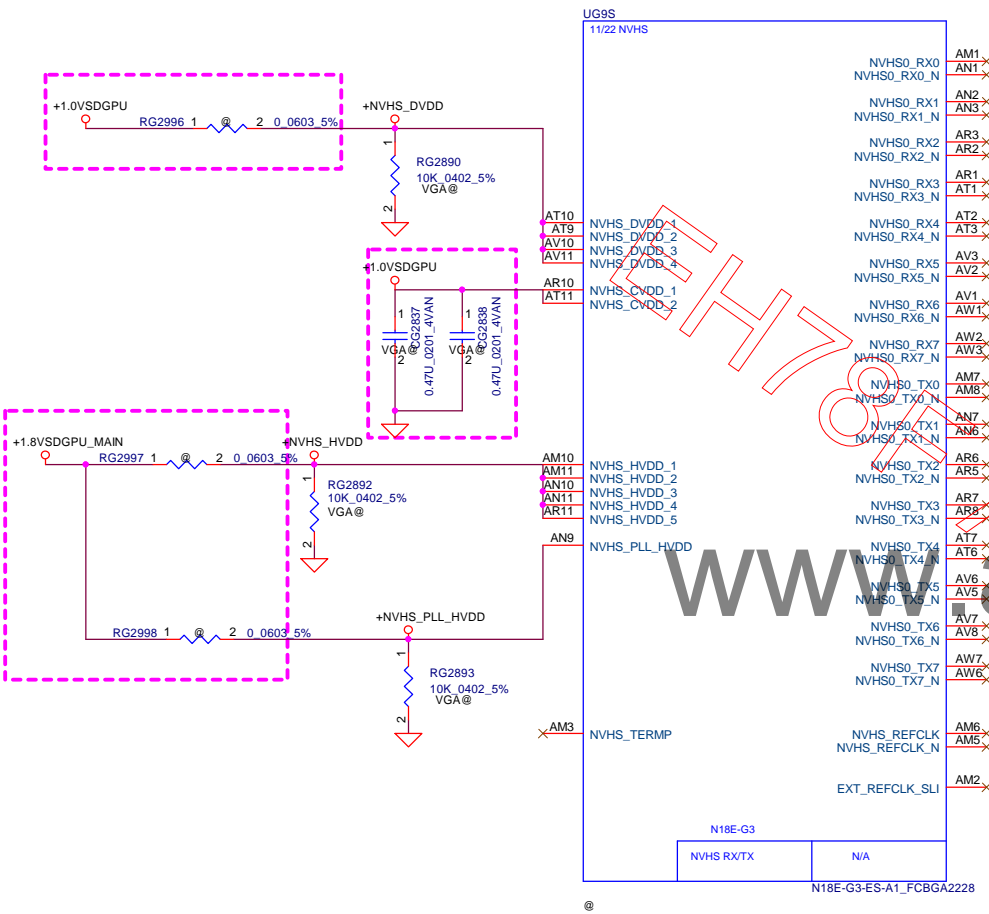 UG9S
11/22 NVHS
+1.0VSDGPU
RG2996 1 @ 2 0_0603_5%
+NVHS_DVDD
1
RG2890
10K_0402_5%
VGA@
2
AT10 NVHS_DVDD_1
AT9 NVHS_DVDD_2
AV10 NVHS_DVDD_3
AV11 NVHS_DVDD_4
AR10 NVHS_CVDD_1
AT11 NVHS_CVDD_2
+1.0VSDGPU
1
CG2837
0.47U_0201_4VAN
VGA@
2
1
CG2838
0.47U_0201_4VAN
VGA@
2
+1.8VSDGPU_MAIN
RG2997 1 @ 2 0_0603_5%
+NVHS_HVDD
1
RG2892
10K_0402_5%
VGA@
2
AM10 NVHS_HVDD_1
AM11 NVHS_HVDD_2
AN10 NVHS_HVDD_3
AN11 NVHS_HVDD_4
AR11 NVHS_HVDD_5
AN9 NVHS_PLL_HVDD
RG2998 1 @ 2 0_0603_5%
+NVHS_PLL_HVDD
1
RG2893
10K_0402_5%
VGA@
2
AM3 NVHS_TERMP
NVHS0_RX0 AM1
NVHS0_RX0_N AN1
NVHS0_RX1 AN2
NVHS0_RX1_N AN3
NVHS0_RX2 AR3
NVHS0_RX2_N AR2
NVHS0_RX3 AR1
NVHS0_RX3_N AT1
NVHS0_RX4 AT2
NVHS0_RX4_N AT3
NVHS0_RX5 AV3
NVHS0_RX5_N AV2
NVHS0_RX6 AV1
NVHS0_RX6_N AW1
NVHS0_RX7 AW2
NVHS0_RX7_N AW3
NVHS0_TX0 AM7
NVHS0_TX0_N AM8
NVHS0_TX1 AN7
NVHS0_TX1_N AN6
NVHS0_TX2 AR6
NVHS0_TX2_N AR5
NVHS0_TX3 AR7
NVHS0_TX3_N AR8
NVHS0_TX4 AT7
NVHS0_TX4_N AT6
NVHS0_TX5 AV6
NVHS0_TX5_N AV5
NVHS0_TX6 AV7
NVHS0_TX6_N AV8
NVHS0_TX7 AW7
NVHS0_TX7_N AW6
NVHS_REFCLK AM6
NVHS_REFCLK_N AM5
EXT_REFCLK_SLI AM2
EH78F
www.
N18E-G3
NVHS RX/TX N/A
N18E-G3-ES-A1_FCBGA2228
@